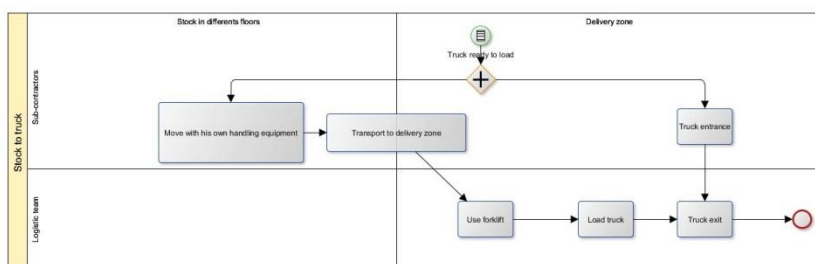 Stock in differents floors
Delivery zone
Stock to truck
Sub-contractors
Truck ready to load
Move with his own handling equipment
Transport to delivery zone
Truck entrance
Logistic team
Use forklift
Load truck
Truck exit